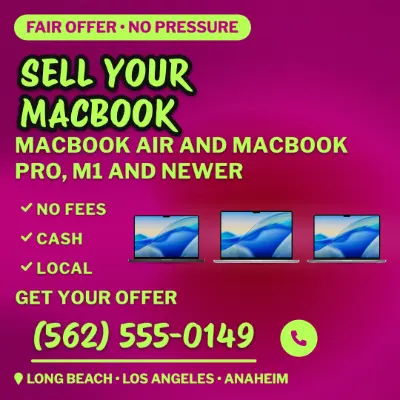 FAIR OFFER • NO PRESSURE
SELL YOUR
MACBOOK
MACBOOK AIR AND MACBOOK
PRO, M1 AND NEWER
NO FEES
CASH
LOCAL
GET YOUR OFFER
(562) 555-0149
LONG BEACH • LOS ANGELES • ANAHEIM